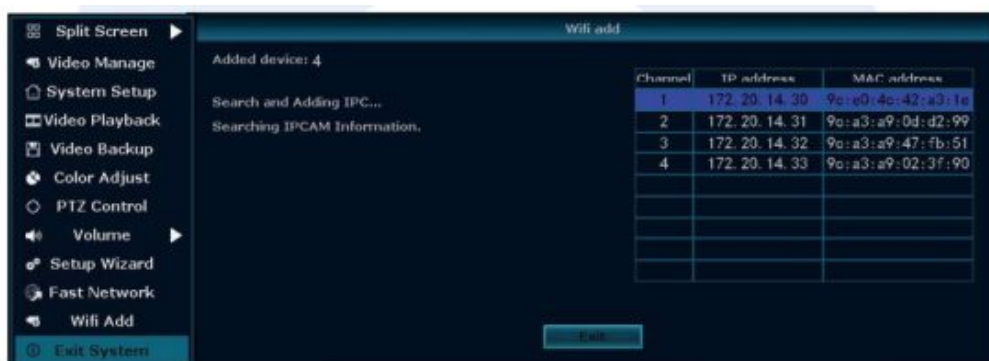 Split Screen
Video Manage
System Setup
Video Playback
Video Backup
Color Adjust
PTZ Control
Volume
Setup Wizard
Fast Network
Wifi Add
Exit System
Wifi add
Added device: 4
Search and Adding IPC...
Searching IPCAM Information.
Channel IP address MAC address
1 172. 20. 14. 30 9c:e0:4c:42:a3:1e
2 172. 20. 14. 31 9c:a3:a9:0d:d2:99
3 172. 20. 14. 32 9c:a3:a9:47:fb:51
4 172. 20. 14. 33 9c:a3:a9:02:3f:90
Exit